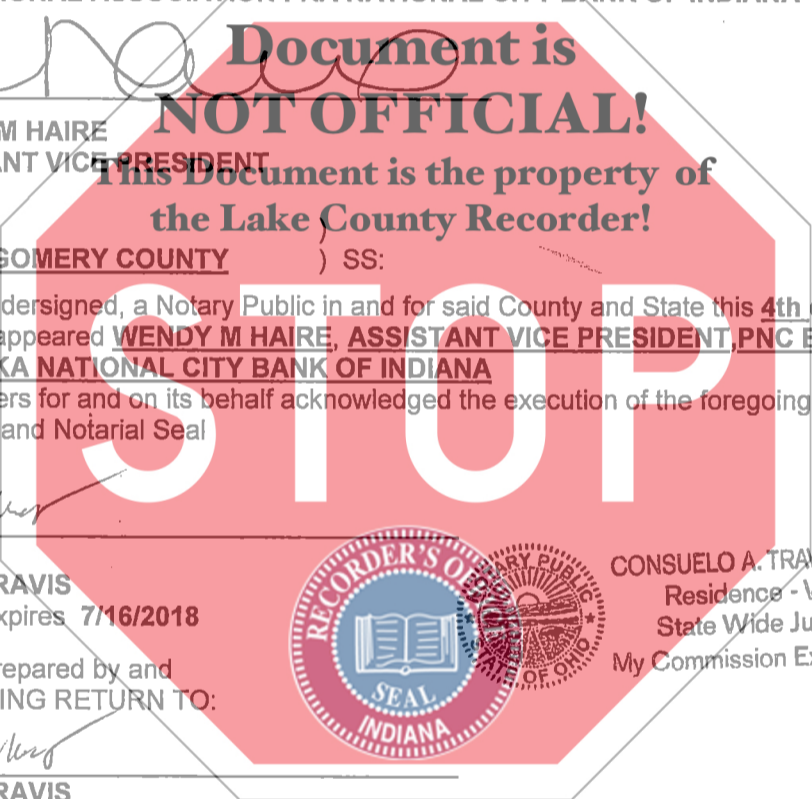 Document is
NOT OFFICIAL!
M HAIRE
ANT VICE PRESIDENT
This Document is the property of
the Lake County Recorder!
)
GOMERY COUNTY ) SS:
dersigned, a Notary Public in and for said County and State this 4th
appeared WENDY M HAIRE, ASSISTANT VICE PRESIDENT,PNC B
KA NATIONAL CITY BANK OF INDIANA
ers for and on its behalf acknowledged the execution of the foregoing
and Notarial Seal
STOP
RAVIS
xpires 7/16/2018
repared by and
ING RETURN TO:
RAVIS
RECORDER'S OFFICE
SEAL
INDIANA
ARY PUBLIC
STATE OF OHIO
CONSUELO A. TRAV
Residence -
State Wide Ju
My Commission Ex